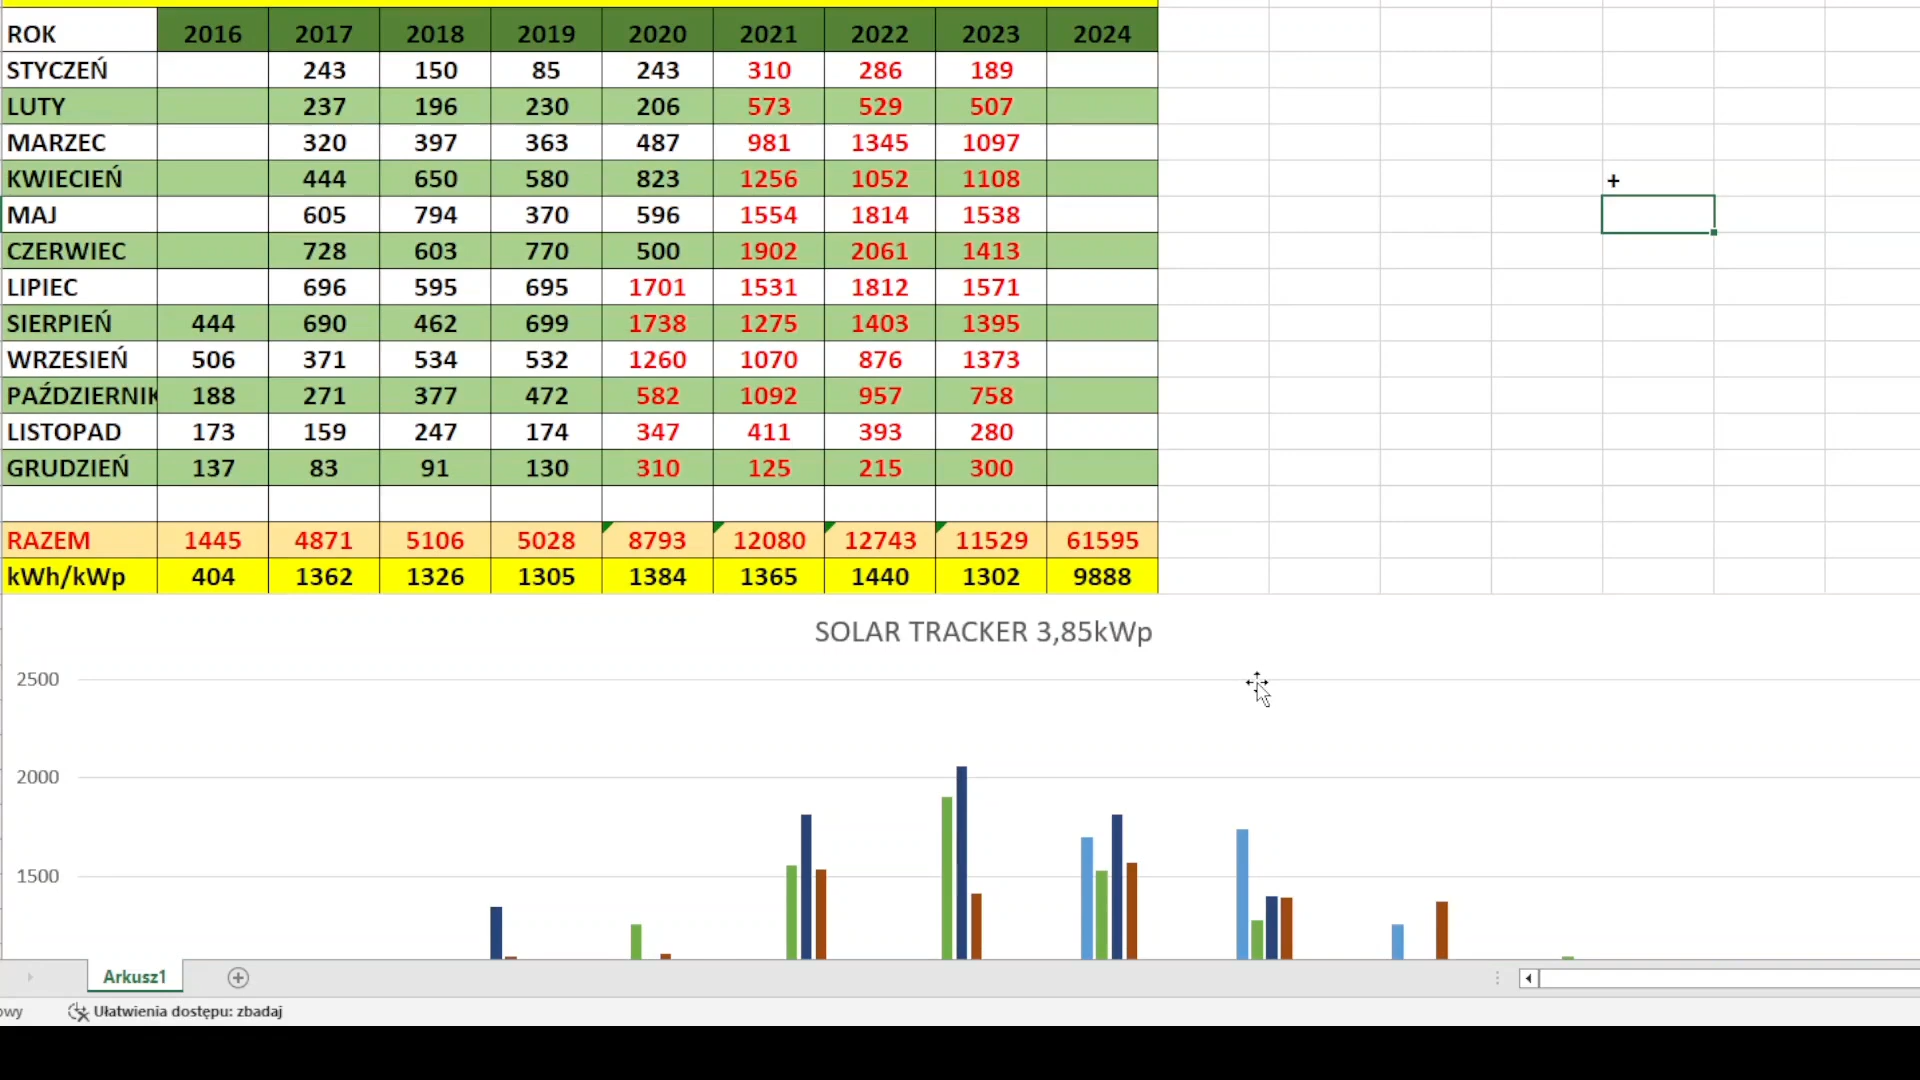 ROK 2016 2017 2018 2019 2020 2021 2022 2023 2024
STYCZEŃ 243 150 85 243 310 286 189
LUTY 237 196 230 206 573 529 507
MARZEC 320 397 363 487 981 1345 1097
KWIECIEŃ 444 650 580 823 1256 1052 1108 +
MAJ 605 794 370 596 1554 1814 1538
CZERWIEC 728 603 770 500 1902 2061 1413
LIPIEC 696 595 695 1701 1531 1812 1571
SIERPIEŃ 444 690 462 699 1738 1275 1403 1395
WRZESIEŃ 506 371 534 532 1260 1070 876 1373
PAŹDZIERNIK 188 271 377 472 582 1092 957 758
LISTOPAD 173 159 247 174 347 411 393 280
GRUDZIEŃ 137 83 91 130 310 125 215 300
RAZEM 1445 4871 5106 5028 8793 12080 12743 11529 61595
kWh/kWp 404 1362 1326 1305 1384 1365 1440 1302 9888
SOLAR TRACKER 3,85kWp
2500
2000
1500
Arkusz1
owy Ułatwienia dostępu: zbadaj